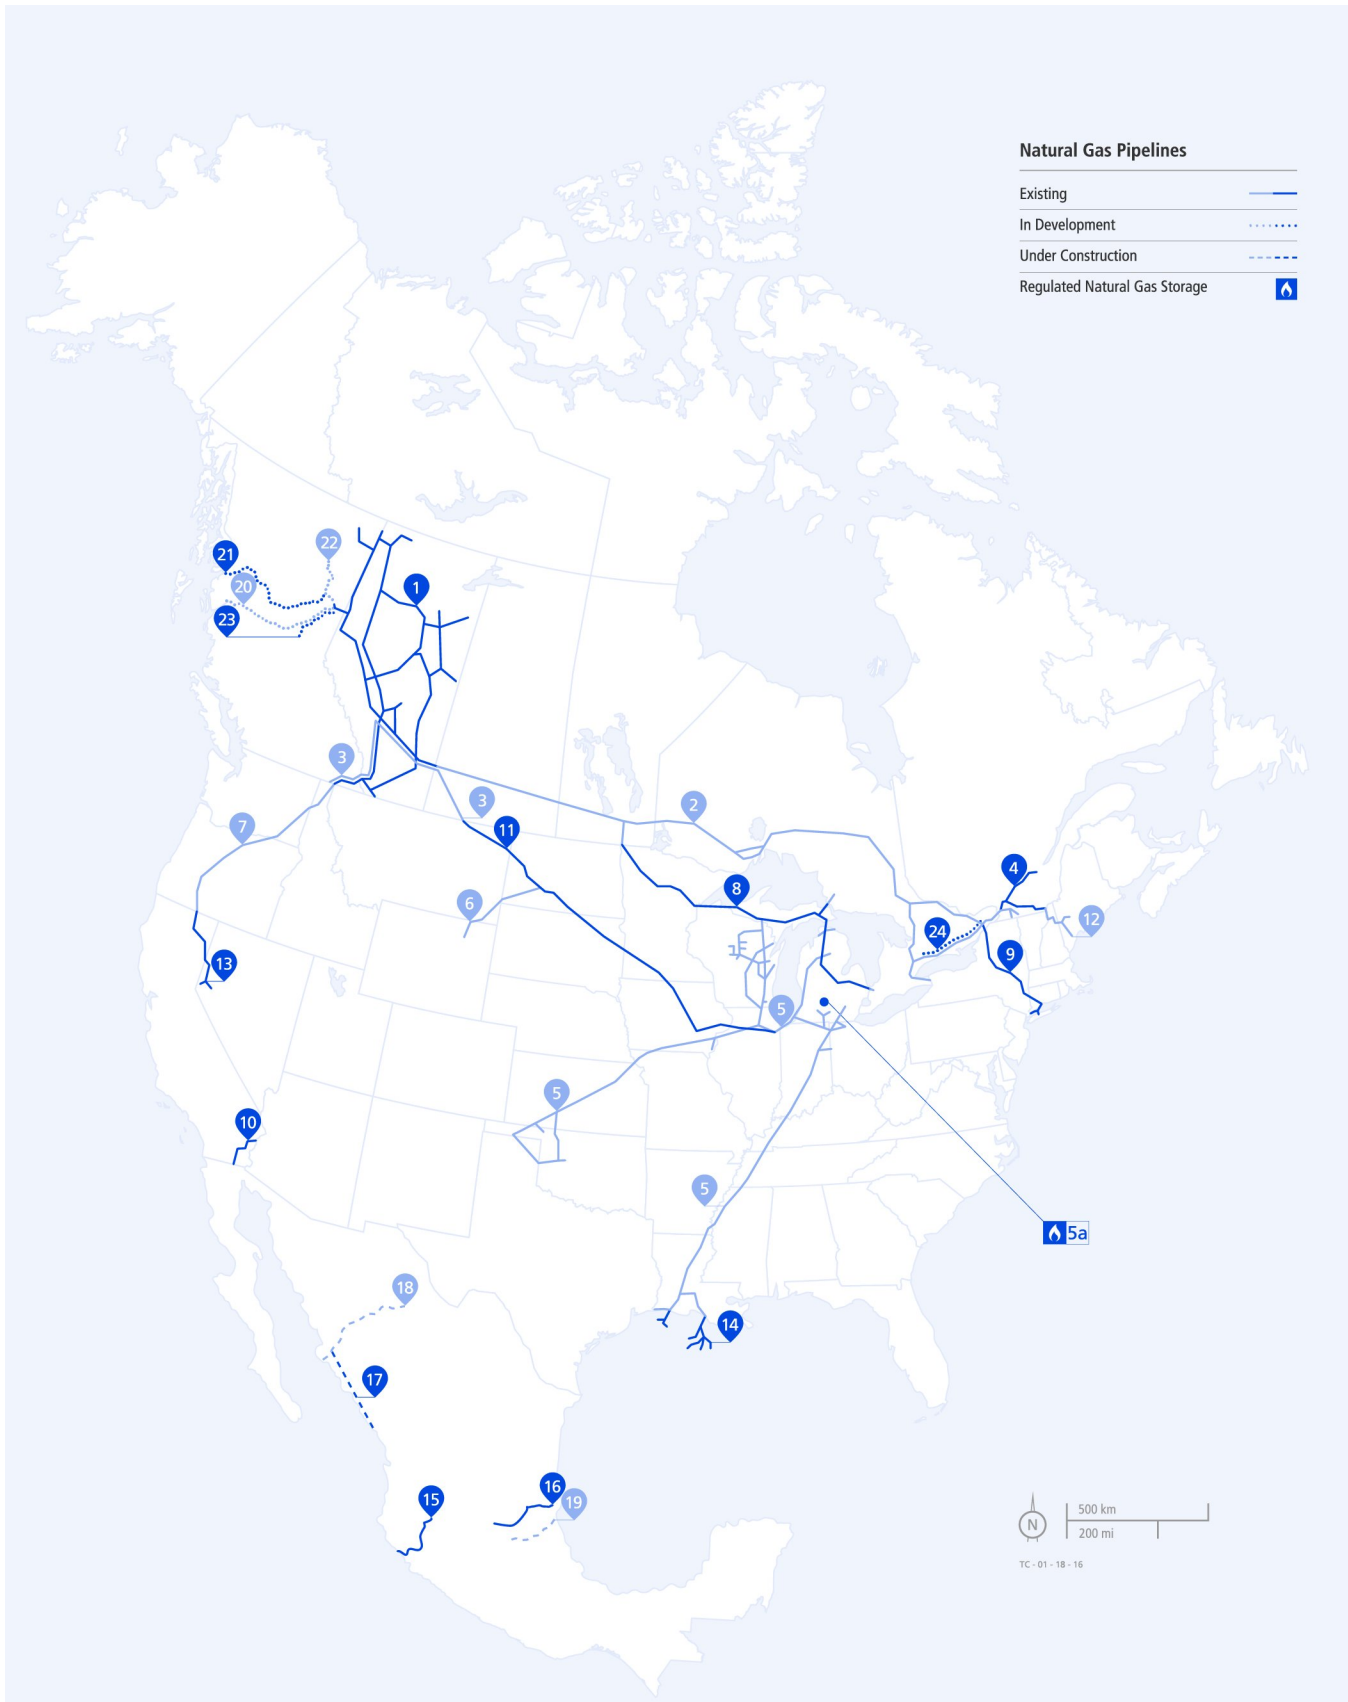 Natural Gas Pipelines
Existing
In Development
Under Construction
Regulated Natural Gas Storage
22
21
20
1
23
3
3
2
7
11
4
8
6
12
24
9
13
5
5
10
5
5a
18
14
17
16
15
19
500 km
N
200 mi
TC - 01 - 18 - 16